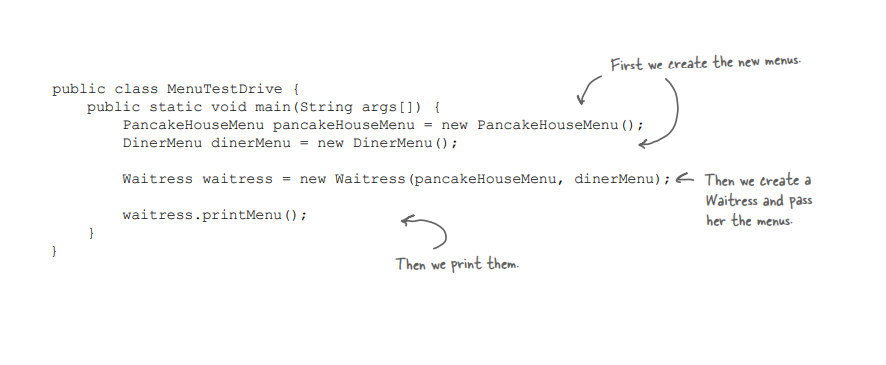 First we create the new menus.
public class MenuTestDrive {
public static void main(String args[]) {
PancakeHouseMenu pancakeHouseMenu = new PancakeHouseMenu();
DinerMenu dinerMenu = new DinerMenu();
Waitress waitress = new Waitress(pancakeHouseMenu, dinerMenu);
Then we create a
Waitress and pass
her the menus.
waitress.printMenu();
}
}
Then we print them.